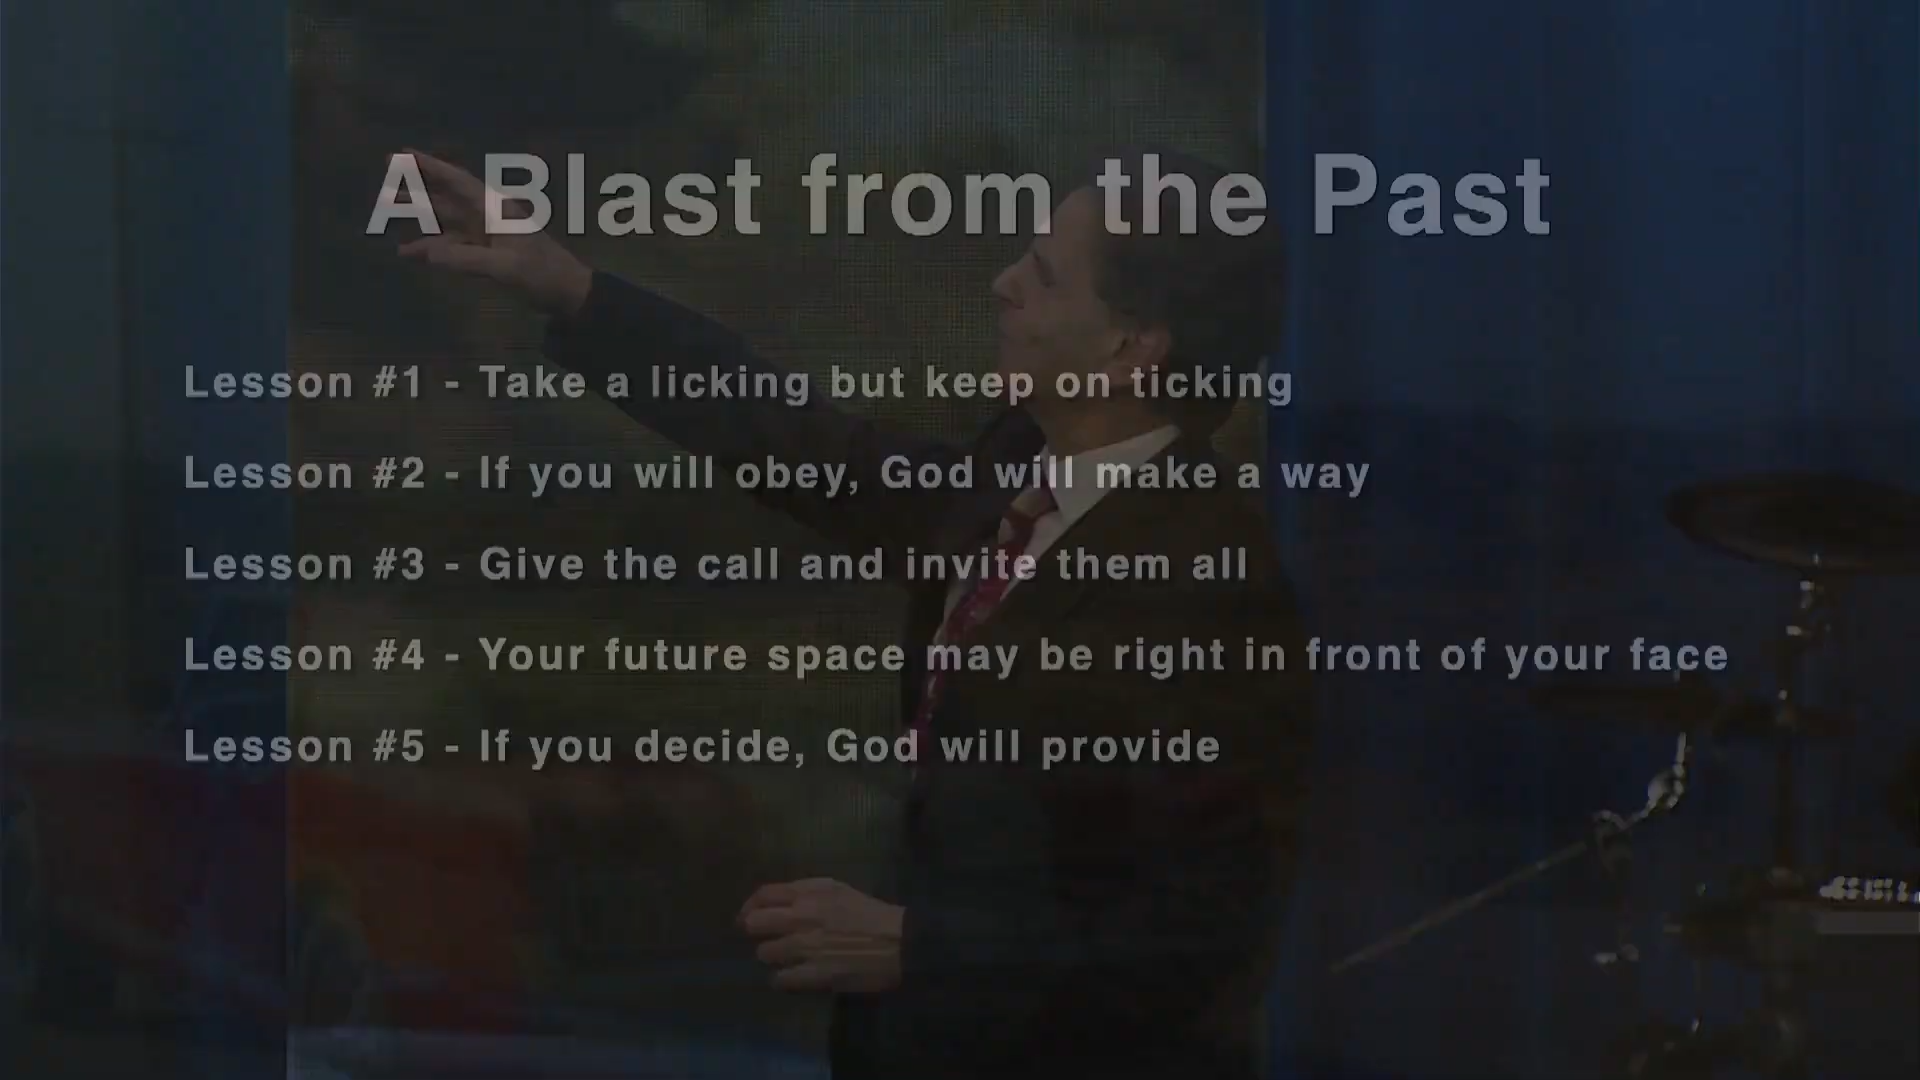 A Blast from the Past
Lesson #1 - Take a licking but keep on ticking
Lesson #2 - If you will obey, God will make a way
Lesson #3 - Give the call and invite them all
Lesson #4 - Your future space may be right in front of your face
Lesson #5 - If you decide, God will provide